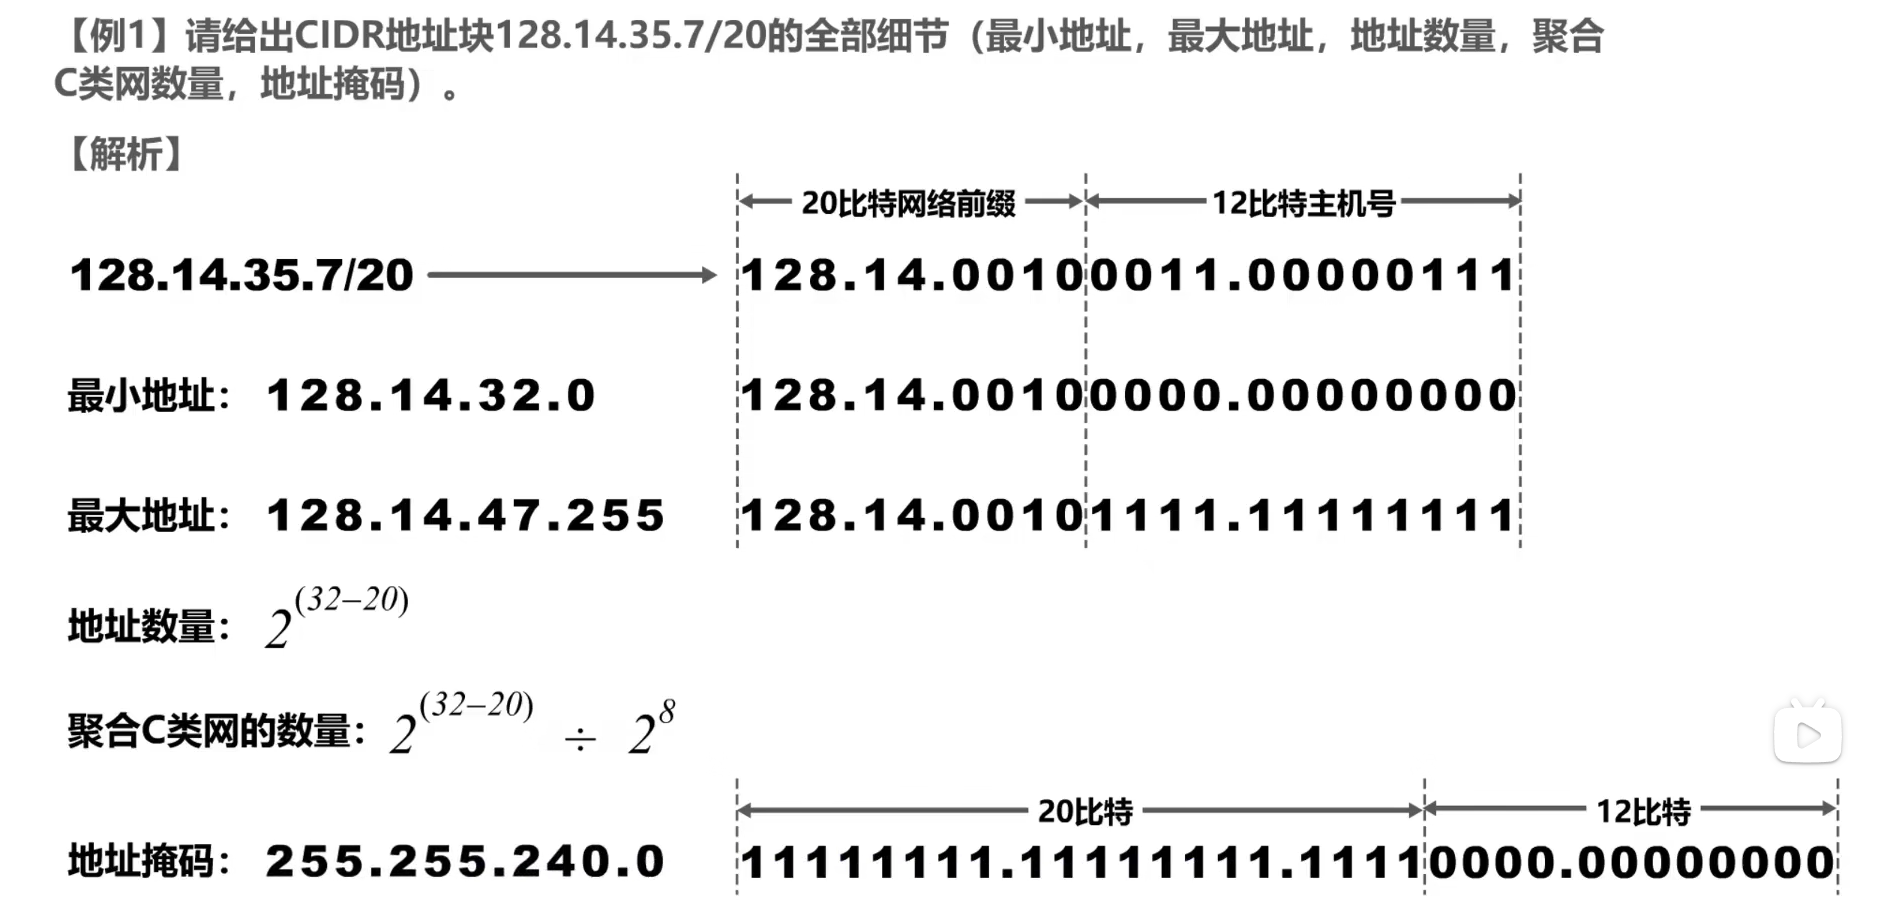 【例1】请给出CIDR地址块128.14.35.7/20的全部细节（最小地址，最大地址，地址数量，聚合
C类网数量，地址掩码）。
【解析】
20比特网络前缀 12比特主机号
128.14.35.7/20 128.14.00100011.00000111
最小地址： 128.14.32.0 128.14.00100000.00000000
最大地址： 128.14.47.255 128.14.00101111.11111111
地址数量： 2^(32−20)
聚合C类网的数量： 2^(32−20) ÷ 2^8
20比特 12比特
地址掩码： 255.255.240.0 11111111.11111111.11110000.00000000